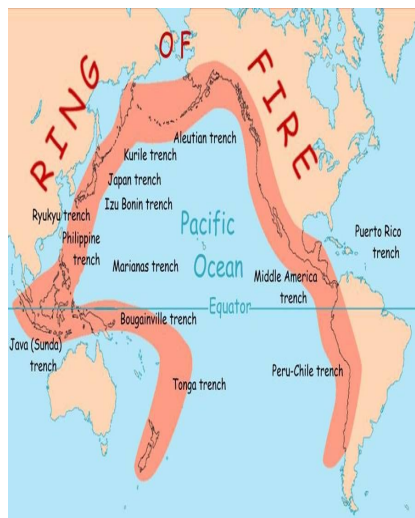 RING OF FIRE
Aleutian trench
Kurile trench
Japan trench
Izu Bonin trench
Ryukyu trench
Philippine
trench
Marianas trench
Pacific
Ocean
Puerto Rico
trench
Middle America
trench
Equator
Bougainville trench
Java (Sunda)
trench
Tonga trench
Peru-Chile trench